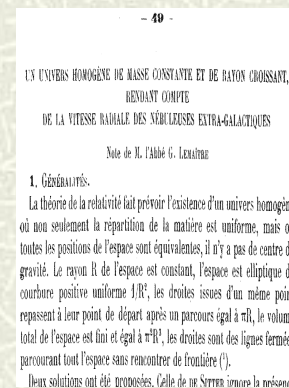 - 49 -
UN UNIVERS HOMOGÈNE DE MASSE CONSTANTE ET DE RAYON CROISSANT,
RENDANT COMPTE
DE LA VITESSE RADIALE DES NÉBULEUSES EXTRA-GALACTIQUES
Note de M. l'Abbé G. LEMAÎTRE
1. GÉNÉRALITÉS.
La théorie de la relativité fait prévoir l'existence d'un univers homogèn
où non seulement la répartition de la matière est uniforme, mais o
toutes les positions de l'espace sont équivalentes, il n'y a pas de centre d
gravité. Le rayon R de l'espace est constant, l'espace est elliptique d
courbure positive uniforme 1/R², les droites issues d'un même poin
repassent à leur point de départ après un parcours égal à πR, le volum
total de l'espace est fini et égal à π²R³, les droites sont des lignes fermée
parcourant tout l'espace sans rencontrer de frontière (¹).
Deux solutions ont été proposées. Celle de DE SITTER ignore la présenc